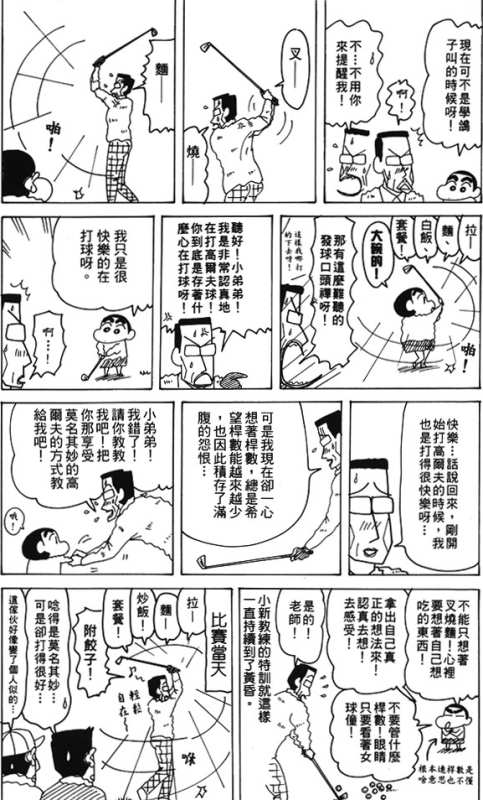 現在可不是學鴿
子叫的時候呀！
啊！
不…不用你
來提醒我！
叉——
燒——
麵——
啪！
拉——
麵、
白飯、
套餐！
大碗的！
那有這麼難聽的
發球口頭禪呀！
這樣我哪打
的下去呀！
啪！
聽好！小弟弟！
我是非常認真地
在打高爾夫球！
你到底是存著什
麼心在打球呀！
我只是很
快樂的在
打球呀。
啊…！
快樂…話說回來，剛開
始打高爾夫的時候，我
也是打得很快樂呀…
可是我現在卻一心
想著桿數，總是希
望桿數能越來越少
，也因此積存了滿
腹的怨恨…
小弟弟！
我錯了！
請你教教
我吧！把
你那享受
莫名其妙的高
爾夫的方式教
給我吧！
哦！
不能只想著
叉燒麵！心裡
要想著自己想
吃的東西！
拿出自己真
正的想法來！
認真去想！
去感受！
不要管什麼
桿數！眼睛
只要看著女
球僮！
根本連桿數是
啥意思也不懂
是的！
老師！
小新教練的特訓就這樣
一直持續到了黃昏。
比賽當天
拉——
麵！
炒飯！
套餐！
附餃子！
輕鬆
自在
啪！
唸得是莫名其妙…
可是卻打得很好…
這傢伙好像變了個人似的…